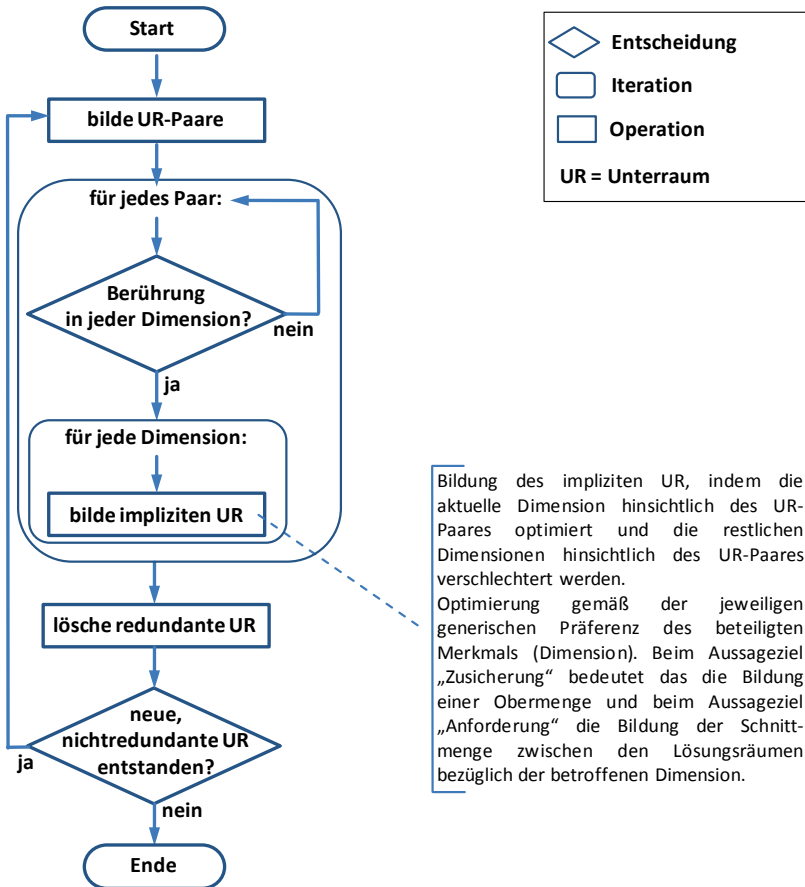 Start
bilde UR-Paare
für jedes Paar:
Berührung
in jeder Dimension?
nein
ja
für jede Dimension:
bilde impliziten UR
lösche redundante UR
neue,
nichtredundante UR
entstanden?
ja
nein
Ende
Entscheidung
Iteration
Operation
UR = Unterraum
Bildung des impliziten UR, indem die
aktuelle Dimension hinsichtlich des UR-
Paares optimiert und die restlichen
Dimensionen hinsichtlich des UR-Paares
verschlechtert werden.
Optimierung gemäß der jeweiligen
generischen Präferenz des beteiligten
Merkmals (Dimension). Beim Aussageziel
„Zusicherung“ bedeutet das die Bildung
einer Obermenge und beim Aussageziel
„Anforderung“ die Bildung der Schnitt-
menge zwischen den Lösungsräumen
bezüglich der betroffenen Dimension.